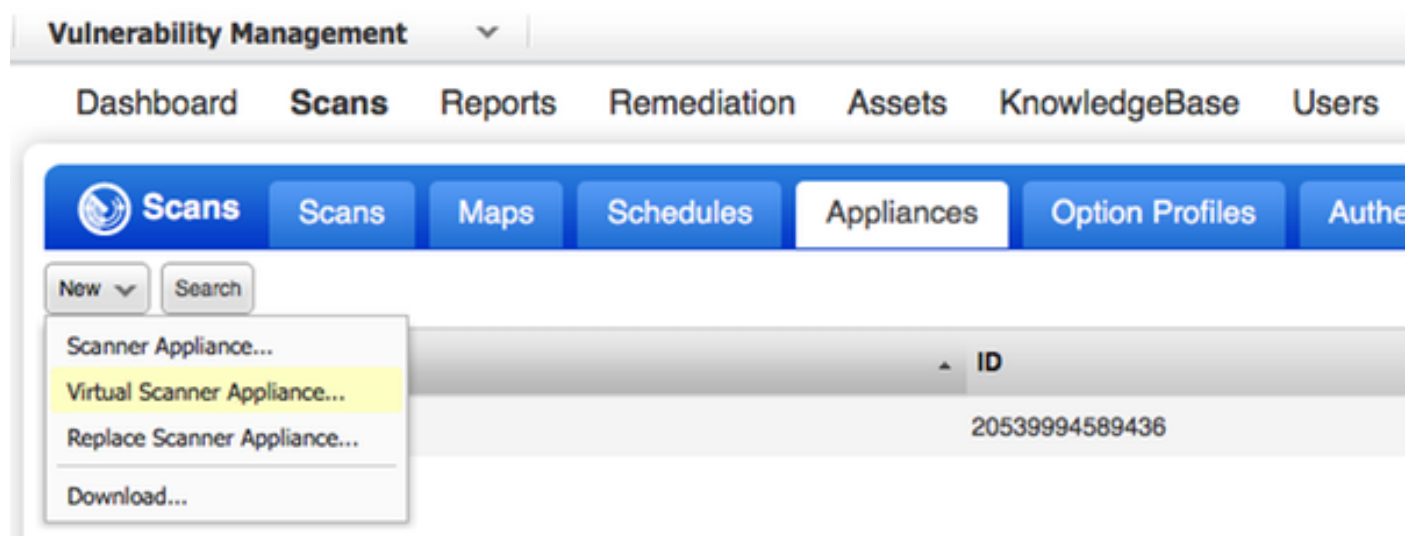 Vulnerability Management
Dashboard Scans Reports Remediation Assets KnowledgeBase Users
Scans Scans Maps Schedules Appliances Option Profiles Authe
New Search
Scanner Appliance...
ID
Virtual Scanner Appliance...
Replace Scanner Appliance...
20539994589436
Download...